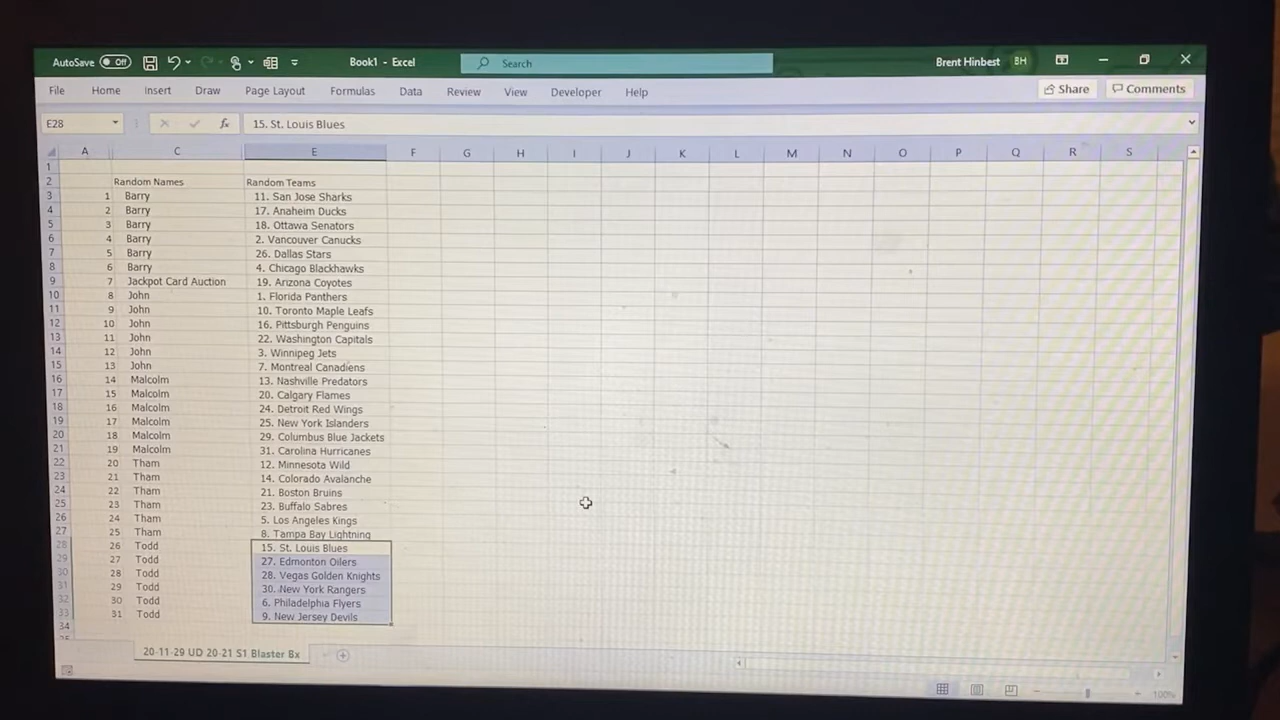 AutoSave Off Book1 - Excel Search Brent Hinbest BH
File Home Insert Draw Page Layout Formulas Data Review View Developer Help Share Comments
E28 fx 15. St. Louis Blues
A C E F G H I J K L M N O P Q R S
1
2 Random Names Random Teams
3 1 Barry 11. San Jose Sharks
4 2 Barry 17. Anaheim Ducks
5 3 Barry 18. Ottawa Senators
6 4 Barry 2. Vancouver Canucks
7 5 Barry 26. Dallas Stars
8 6 Barry 4. Chicago Blackhawks
9 7 Jackpot Card Auction 19. Arizona Coyotes
10 8 John 1. Florida Panthers
11 9 John 10. Toronto Maple Leafs
12 10 John 16. Pittsburgh Penguins
13 11 John 22. Washington Capitals
14 12 John 3. Winnipeg Jets
15 13 John 7. Montreal Canadiens
16 14 Malcolm 13. Nashville Predators
17 15 Malcolm 20. Calgary Flames
18 16 Malcolm 24. Detroit Red Wings
19 17 Malcolm 25. New York Islanders
20 18 Malcolm 29. Columbus Blue Jackets
21 19 Malcolm 31. Carolina Hurricanes
22 20 Tham 12. Minnesota Wild
23 21 Tham 14. Colorado Avalanche
24 22 Tham 21. Boston Bruins
25 23 Tham 23. Buffalo Sabres
26 24 Tham 5. Los Angeles Kings
27 25 Tham 8. Tampa Bay Lightning
28 26 Todd 15. St. Louis Blues
29 27 Todd 27. Edmonton Oilers
30 28 Todd 28. Vegas Golden Knights
31 29 Todd 30. New York Rangers
32 30 Todd 6. Philadelphia Flyers
33 31 Todd 9. New Jersey Devils
34
20-11-29 UD 20-21 S1 Blaster Bx
100%